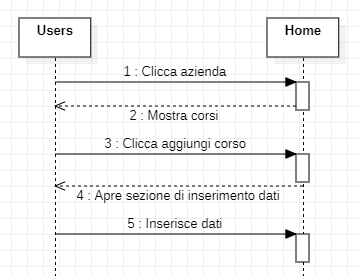 Users Home
1 : Clicca azienda
2 : Mostra corsi
3 : Clicca aggiungi corso
4 : Apre sezione di inserimento dati
5 : Inserisce dati